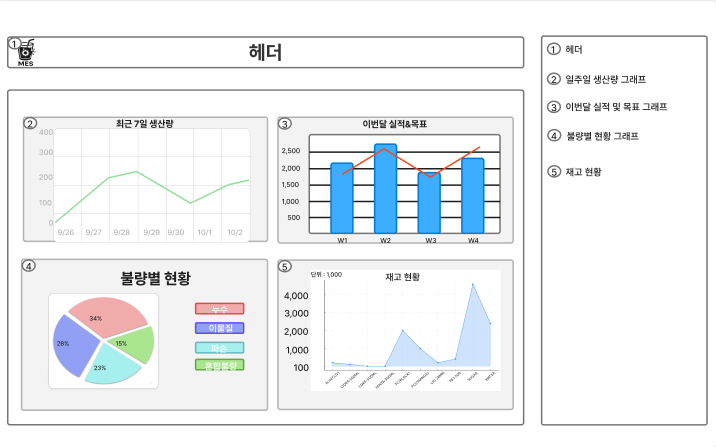 1
MES
헤더
2
최근 7일 생산량
400
300
200
100
0
9/26 9/27 9/28 9/29 9/30 10/1 10/2
3
이번달 실적&목표
2,500
2,000
1,500
1,000
500
W1 W2 W3 W4
4
불량별 현황
34%
28%
15%
23%
누수
이물질
파손
혼합불량
5
단위 : 1,000
재고 현황
4,000
3,000
2,000
1,000
100
SUGAR
WATER
1 헤더
2 일주일 생산량 그래프
3 이번달 실적 및 목표 그래프
4 불량별 현황 그래프
5 재고 현황